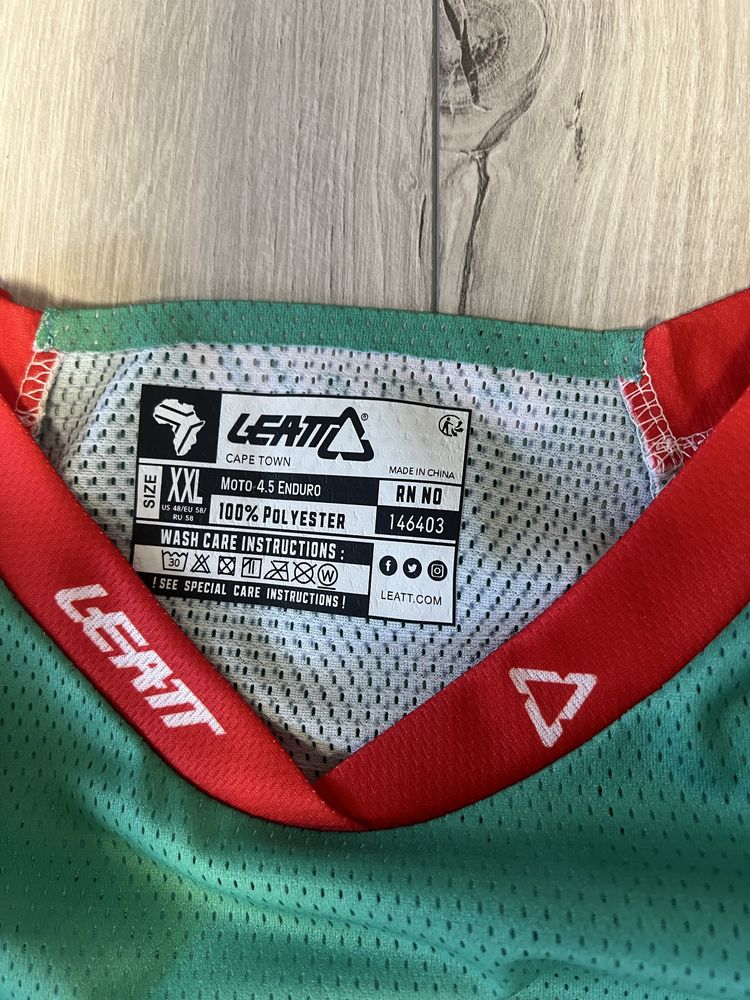 LEATT®
CAPE TOWN
MADE IN CHINA
SIZE
XXL
US 48/EU 58/
RU 58
MOTO 4.5 ENDURO
100% POLYESTER
RN NO
146403
WASH CARE INSTRUCTIONS :
30
W
! SEE SPECIAL CARE INSTRUCTIONS !
LEATT.COM
LEATT